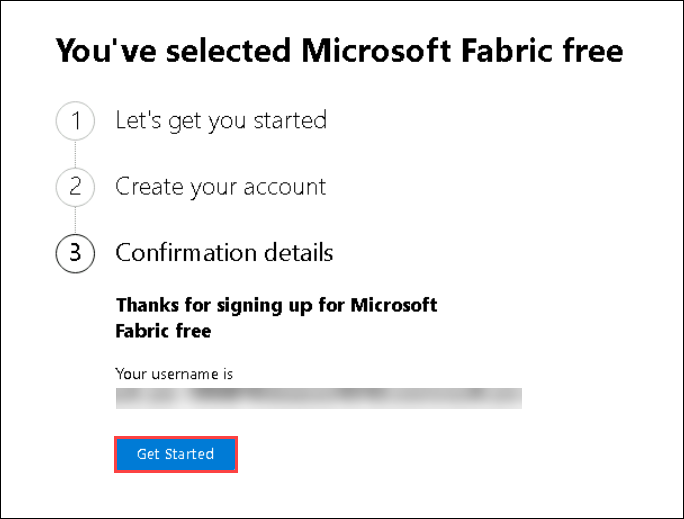 You've selected Microsoft Fabric free
1 Let's get you started
2 Create your account
3 Confirmation details
Thanks for signing up for Microsoft
Fabric free
Your username is
Get Started